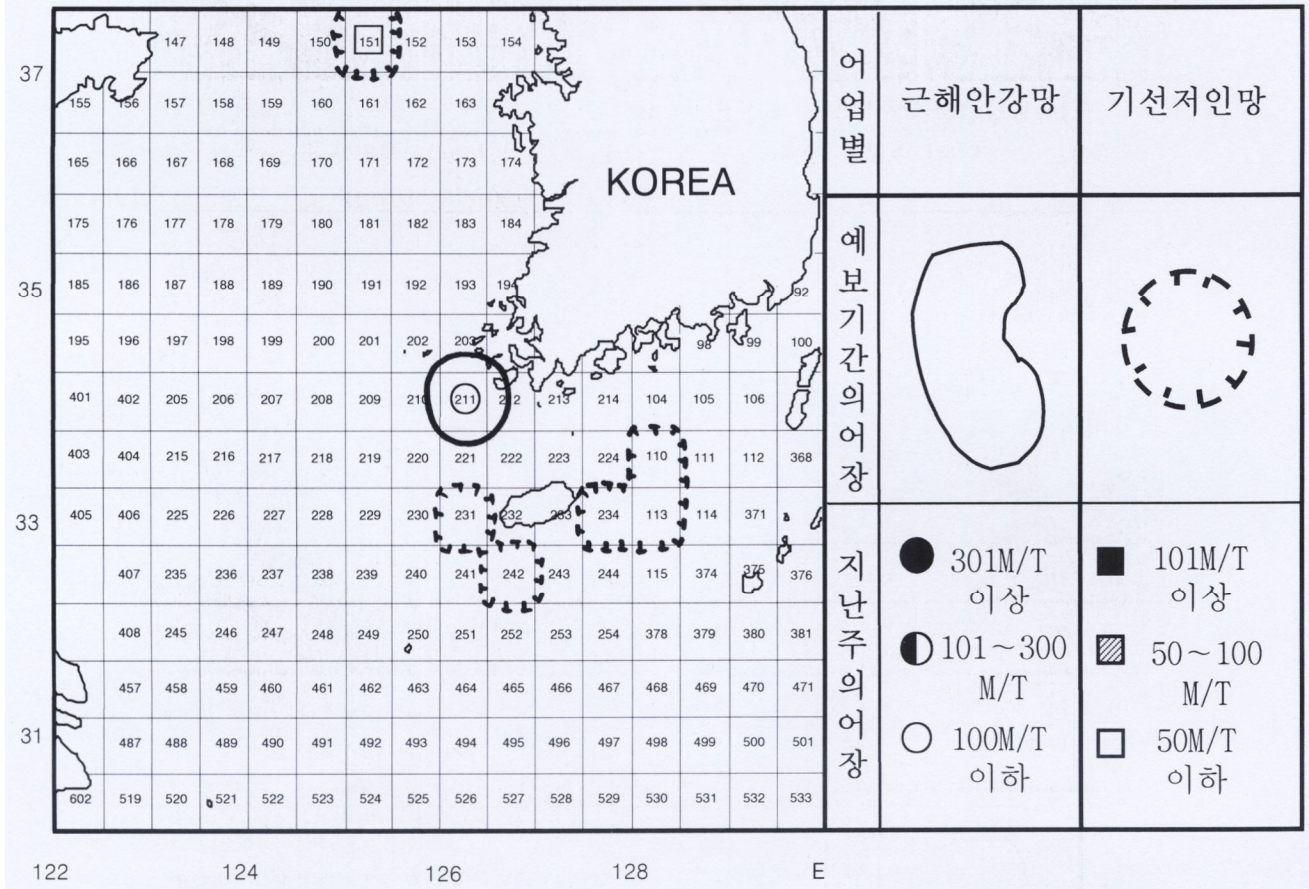 147 148 149 150 151 152 153 154
37
155 156 157 158 159 160 161 162 163
165 166 167 168 169 170 171 172 173 174
KOREA
175 176 177 178 179 180 181 182 183 184
35
185 186 187 188 189 190 191 192 193 194 92
195 196 197 198 199 200 201 202 203 98 99 100
401 402 205 206 207 208 209 210 211 212 213 214 104 105 106
403 404 215 216 217 218 219 220 221 222 223 224 110 111 112 368
33
405 406 225 226 227 228 229 230 231 232 233 234 113 114 371
407 235 236 237 238 239 240 241 242 243 244 115 374 375 376
408 245 246 247 248 249 250 251 252 253 254 378 379 380 381
457 458 459 460 461 462 463 464 465 466 467 468 469 470 471
31
487 488 489 490 491 492 493 494 495 496 497 498 499 500 501
602 519 520 521 522 523 524 525 526 527 528 529 530 531 532 533
122 124 126 128 E
어업별
근해안강망
기선저인망
예보기간의어장
지난주의어장
301M/T
이상
101~300
M/T
100M/T
이하
101M/T
이상
50~100
M/T
50M/T
이하